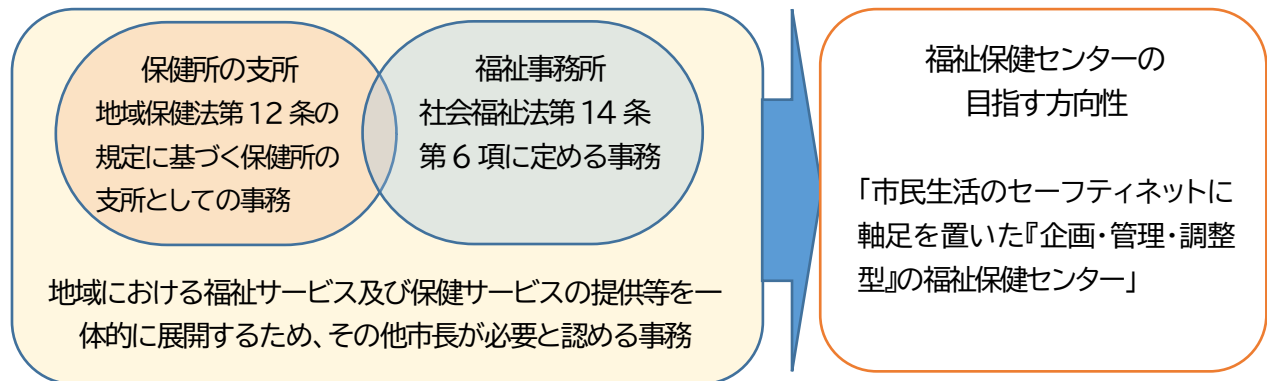 保健所の支所
地域保健法第12条の
規定に基づく保健所の
支所としての事務
福祉事務所
社会福祉法第14条
第6項に定める事務
地域における福祉サービス及び保健サービスの提供等を一
体的に展開するため、その他市長が必要と認める事務
福祉保健センターの
目指す方向性
「市民生活のセーフティネットに
軸足を置いた『企画・管理・調整
型』の福祉保健センター」